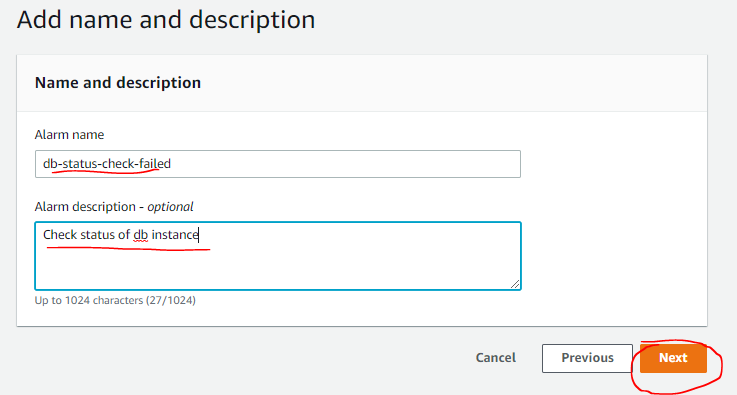 Add name and description
Name and description
Alarm name
db-status-check-failed
Alarm description - optional
Check status of db instance
Up to 1024 characters (27/1024)
Cancel
Previous
Next